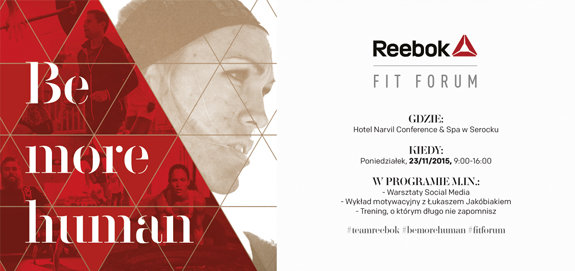 Be
more
human
Reebok
FIT FORUM
GDZIE:
Hotel Narvil Conference & Spa w Serocku
KIEDY:
Poniedziałek, 23/11/2015, 9:00-16:00
W PROGRAMIE M.IN.:
- Warsztaty Social Media
- Wykład motywacyjny z Łukaszem Jakóbiakiem
- Trening, o którym długo nie zapomnisz
#teamreebok #bemorehuman #fitforum